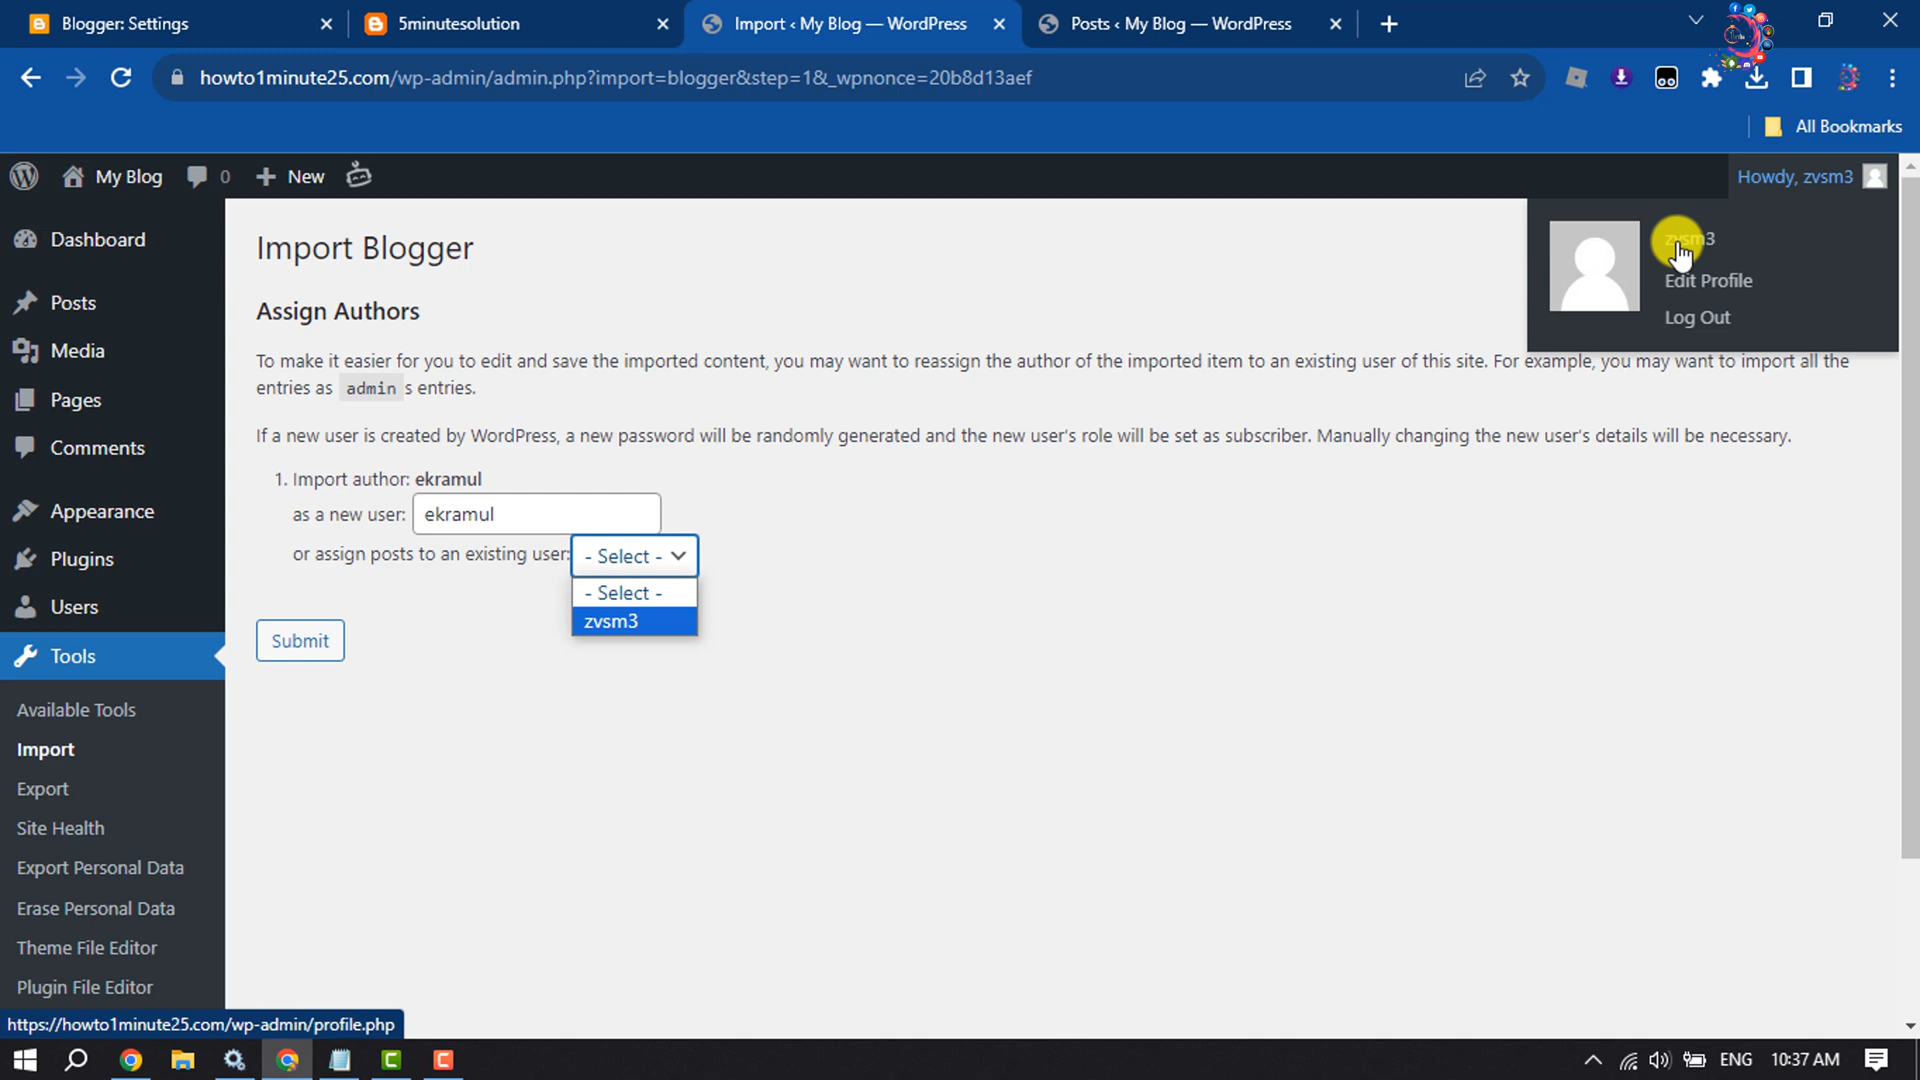 Blogger: Settings
5minutesolution
Import ‹ My Blog — WordPress
Posts ‹ My Blog — WordPress
howto1minute25.com/wp-admin/admin.php?import=blogger&step=1&_wpnonce=20b8d13aef
All Bookmarks
My Blog
0
New
Howdy, zvsm3
zvsm3
Edit Profile
Log Out
Dashboard
Posts
Media
Pages
Comments
Appearance
Plugins
Users
Tools
Available Tools
Import
Export
Site Health
Export Personal Data
Erase Personal Data
Theme File Editor
Plugin File Editor
Import Blogger
Assign Authors
To make it easier for you to edit and save the imported content, you may want to reassign the author of the imported item to an existing user of this site. For example, you may want to import all the
entries as admin s entries.
If a new user is created by WordPress, a new password will be randomly generated and the new user's role will be set as subscriber. Manually changing the new user's details will be necessary.
1. Import author: ekramul
as a new user: ekramul
or assign posts to an existing user: - Select -
- Select -
zvsm3
Submit
https://howto1minute25.com/wp-admin/profile.php
ENG
10:37 AM